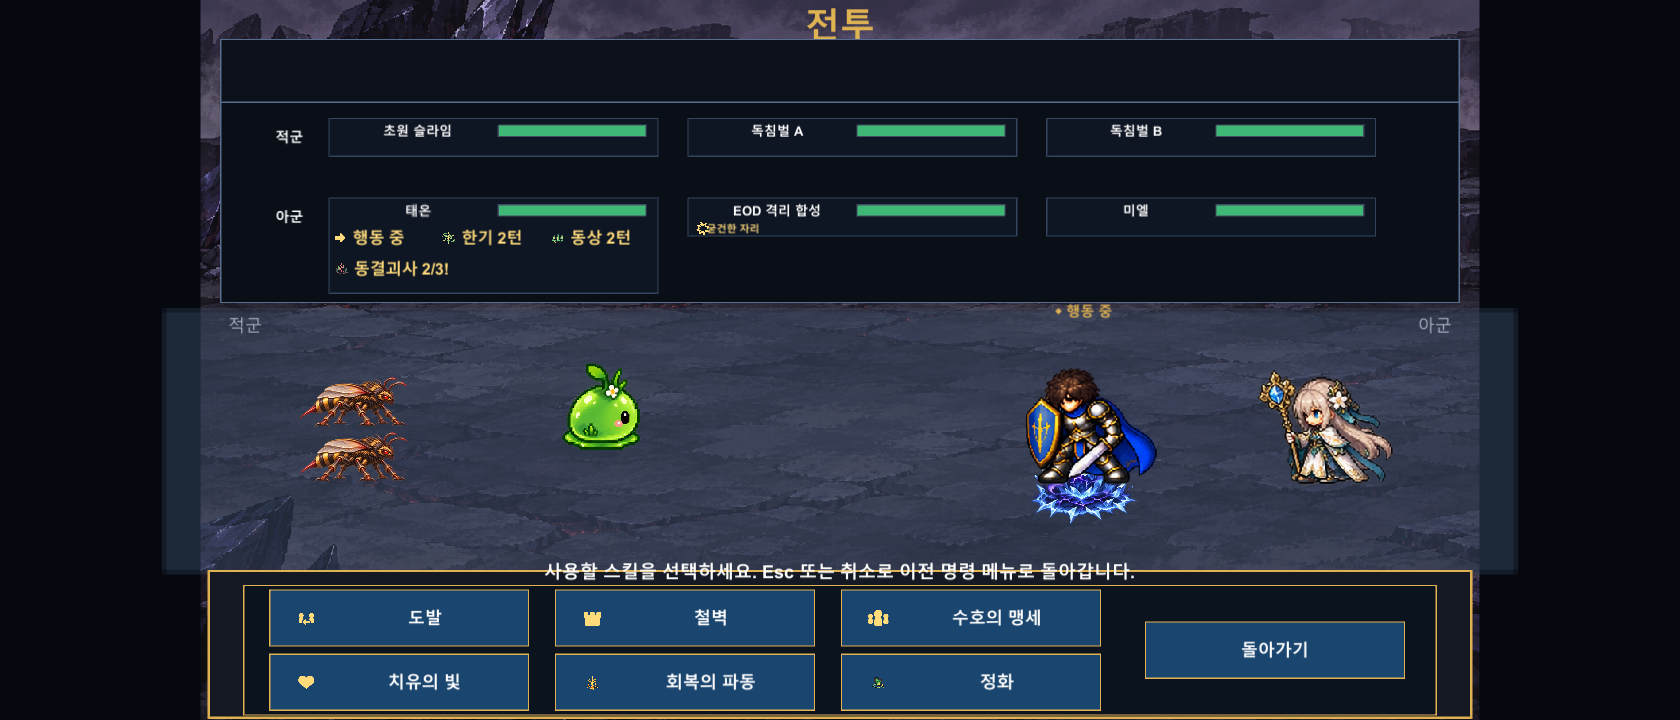 전투
적군
초원 슬라임
독침벌 A
독침벌 B
아군
태온
EOD 격리 합성
미엘
행동 중
한기 2턴
동상 2턴
굳건한 자리
동결괴사 2/3!
행동 중
적군
아군
사용할 스킬을 선택하세요. Esc 또는 취소로 이전 명령 메뉴로 돌아갑니다.
도발
철벽
수호의 맹세
돌아가기
치유의 빛
회복의 파동
정화